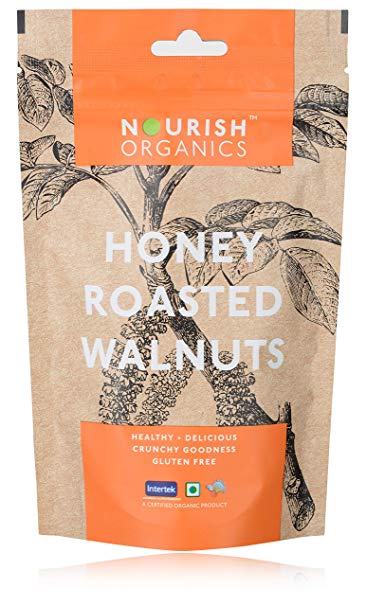 NOURISH™
ORGANICS
HONEY
ROASTED
WALNUTS
HEALTHY • DELICIOUS
CRUNCHY GOODNESS
GLUTEN FREE
Intertek
A CERTIFIED ORGANIC PRODUCT